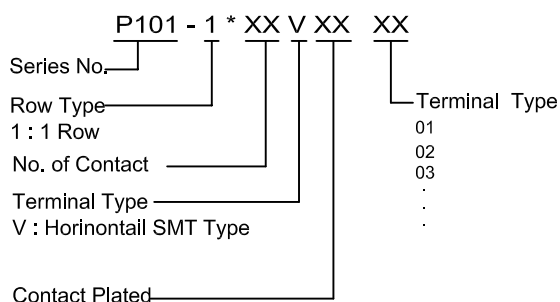 P101 - 1 * XX V XX XX
Series No.
Row Type
1 : 1 Row
No. of Contact
Terminal Type
V : Horinontail SMT Type
Contact Plated
Terminal Type
01
02
03
.
.
.